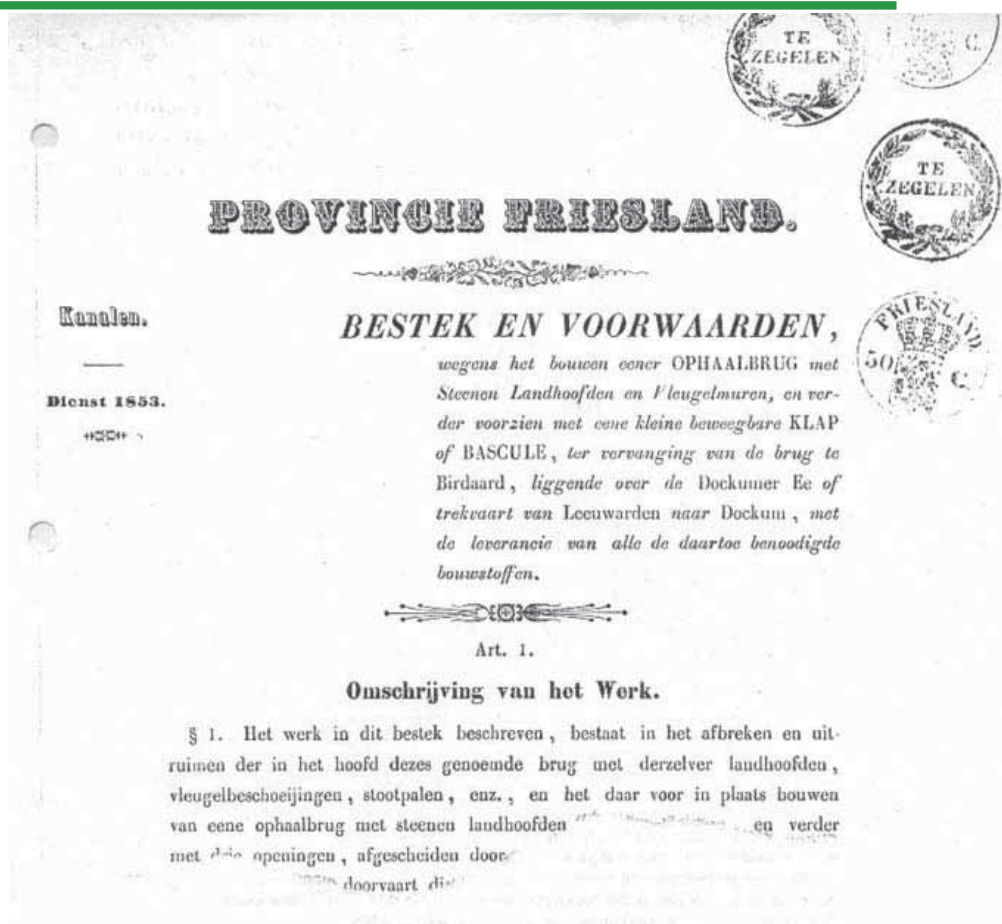 TE
ZEGELEN
C.
TE
ZEGELEN
PROVINCIE FRIESLAND.
Kanalen.
Dienst 1853.
FRIESLAND.
50 C.
BESTEK EN VOORWAARDEN,
wegens het bouwen eener OPHAALBRUG met
Steenen Landhoofden en Vleugelmuren, en ver-
der voorzien met eene kleine beweegbare KLAP
of BASCULE, ter vervanging van de brug te
Birdaard, liggende over de Dockumer Ee of
trekvaart van Leeuwarden naar Dockum, met
de leverancie van alle de daartoe benoodigde
bouwstoffen.
Art. 1.
Omschrijving van het Werk.
§ 1. Het werk in dit bestek beschreven, bestaat in het afbreken en uit-
ruimen der in het hoofd dezes genoemde brug met derzelver landhoofden,
vleugelbeschoeijingen, stootpalen, enz., en het daar voor in plaats bouwen
van eene ophaalbrug met steenen landhoofden en verder
met drie openingen, afgescheiden door
doorvaart